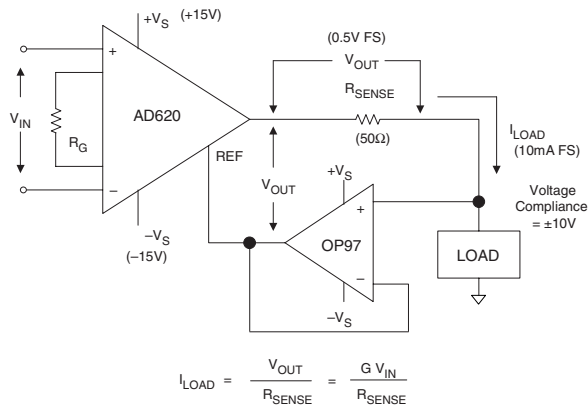 +VS (+15V)
(0.5V FS)
VOUT
+
RSENSE
VIN
RG
AD620
(50Ω)
ILOAD
(10mA FS)
REF
–
VOUT
+VS
Voltage
Compliance
= ±10V
–VS
(–15V)
+
OP97
LOAD
–
–VS
ILOAD = VOUT / RSENSE = G VIN / RSENSE